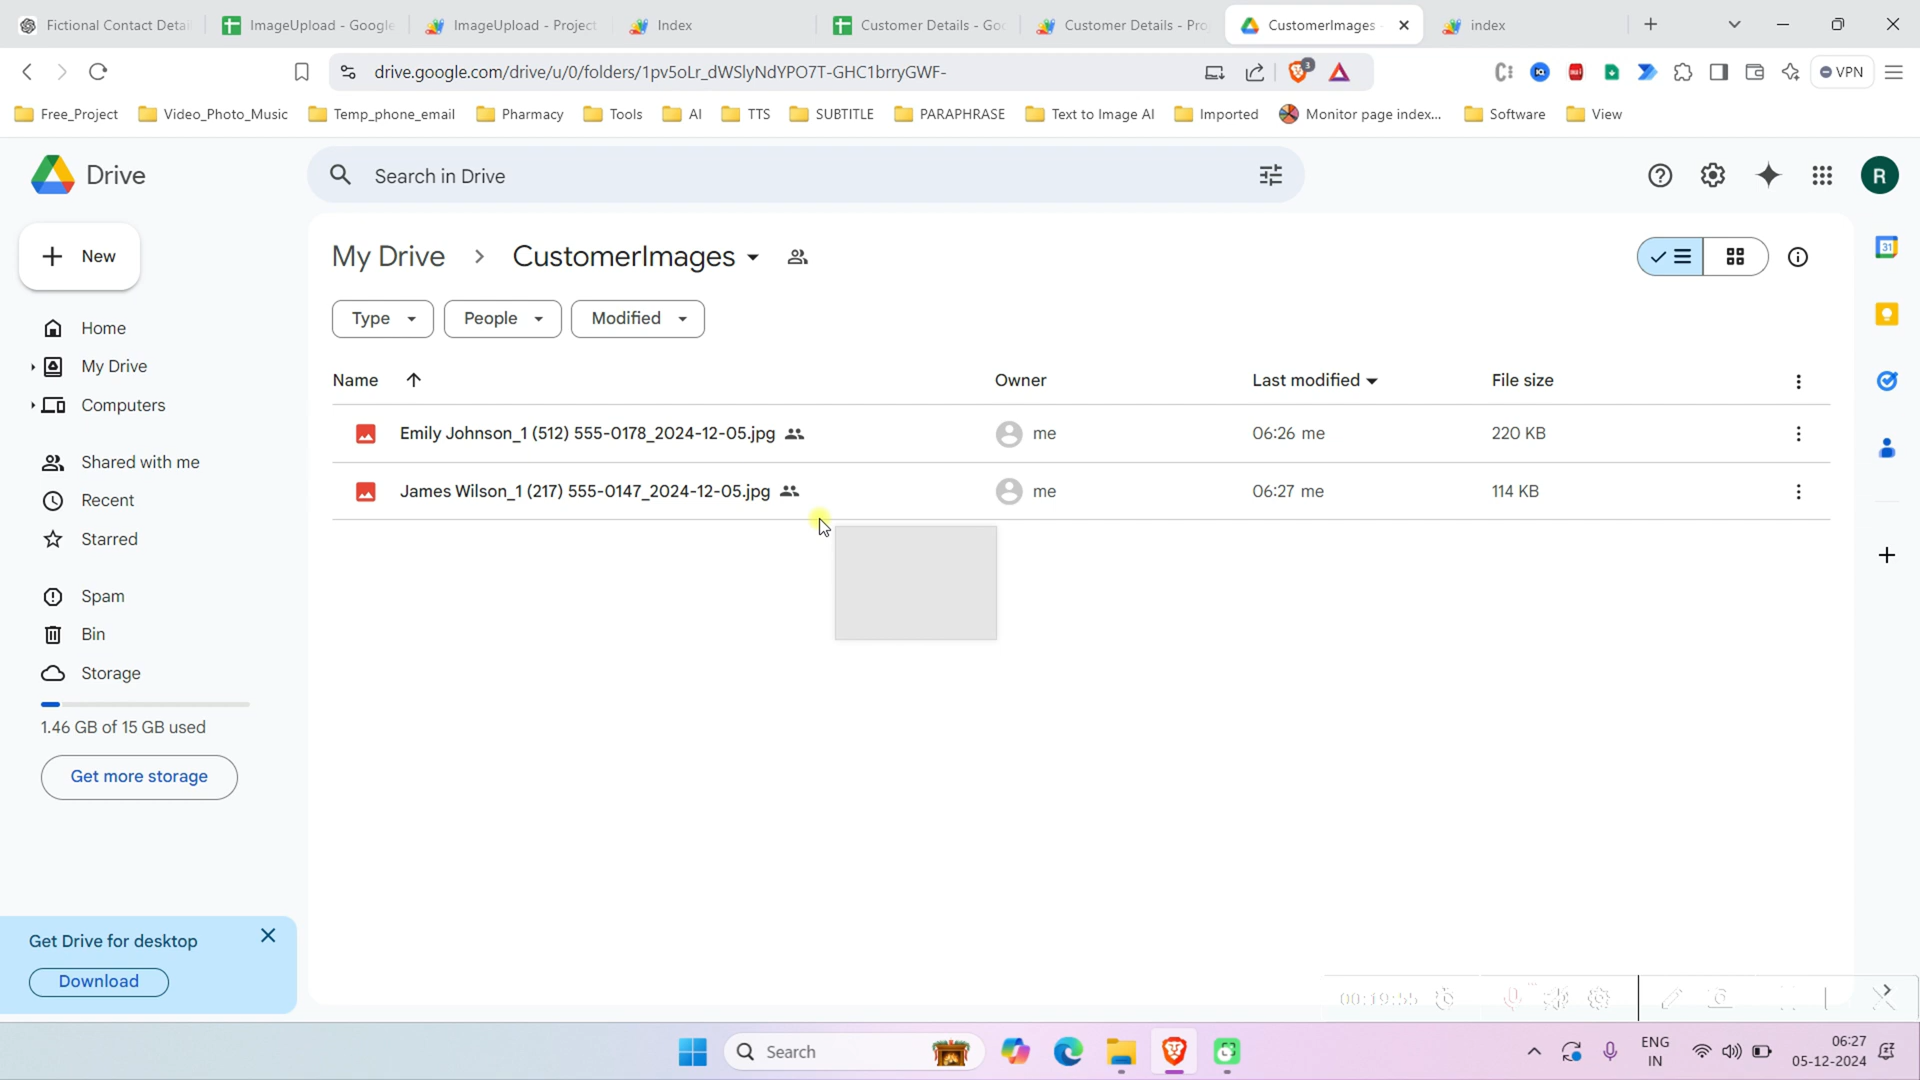 Fictional Contact Detai
ImageUpload - Google
ImageUpload - Project
Index
Customer Details - Goo
Customer Details - Pro
CustomerImages -
index
drive.google.com/drive/u/0/folders/1pv5oLr_dWSlyNdYPO7T-GHC1brryGWF-
3
VPN
Free_Project
Video_Photo_Music
Temp_phone_email
Pharmacy
Tools
AI
TTS
SUBTITLE
PARAPHRASE
Text to Image AI
Imported
Monitor page index...
Software
View
Drive
Search in Drive
R
New
My Drive
CustomerImages
31
Type
People
Modified
Home
My Drive
Computers
Shared with me
Recent
Starred
Spam
Bin
Storage
1.46 GB of 15 GB used
Get more storage
Name
Owner
Last modified
File size
Emily Johnson_1 (512) 555-0178_2024-12-05.jpg
me
06:26 me
220 KB
James Wilson_1 (217) 555-0147_2024-12-05.jpg
me
06:27 me
114 KB
Get Drive for desktop
Download
00:19:55
Search
ENG
IN
06:27
05-12-2024